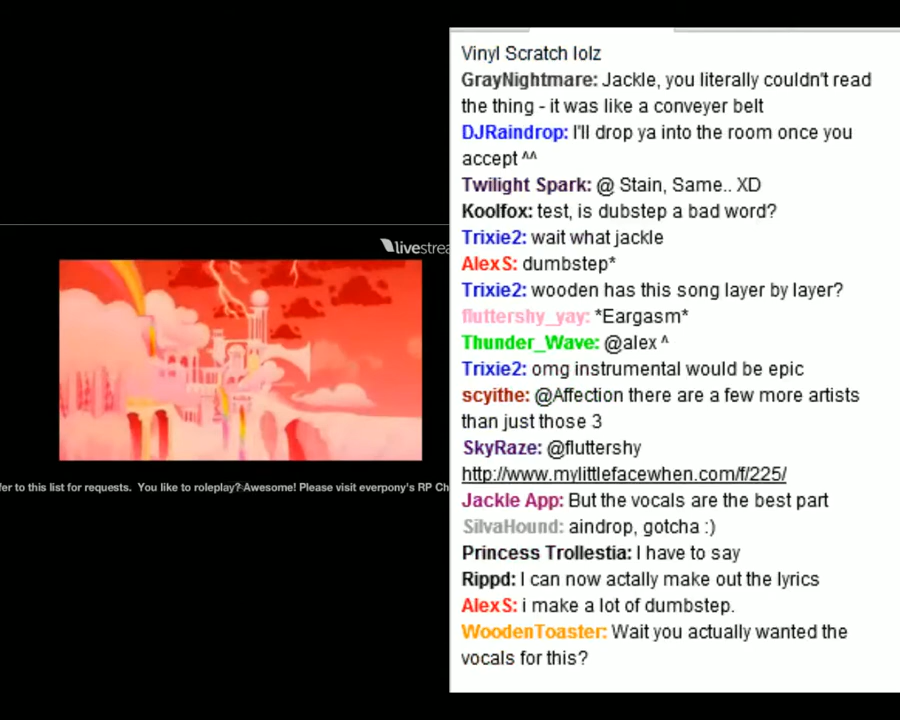 Vinyl Scratch lolz
GrayNightmare: Jackle, you literally couldn't read
the thing - it was like a conveyer belt
DJRaindrop: I'll drop ya into the room once you
accept ^^
Twilight Spark: @ Stain, Same.. XD
Koolfox: test, is dubstep a bad word?
Trixie2: wait what jackle
AlexS: dumbstep*
Trixie2: wooden has this song layer by layer?
fluttershy_yay: *Eargasm*
Thunder_Wave: @alex ^
Trixie2: omg instrumental would be epic
scyithe: @Affection there are a few more artists
than just those 3
SkyRaze: @fluttershy
http://www.mylittlefacewhen.com/f/225/
Jackle App: But the vocals are the best part
SilvaHound: aindrop, gotcha :)
Princess Trollestia: I have to say
Rippd: I can now actally make out the lyrics
AlexS: i make a lot of dumbstep.
WoodenToaster: Wait you actually wanted the
vocals for this?
livestrea
fer to this list for requests. You like to roleplay? Awesome! Please visit everpony's RP Ch